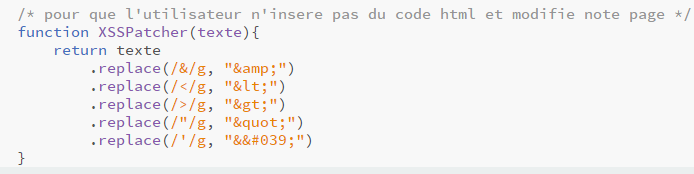 /* pour que l'utilisateur n'insere pas du code html et modifie note page */
function XSSPatcher(texte){
    return texte
        .replace(/&/g, "&amp;")
        .replace(/</g, "&lt;")
        .replace(/>/g, "&gt;")
        .replace(/"/g, "&quot;")
        .replace(/'/g, "&&#039;")
}